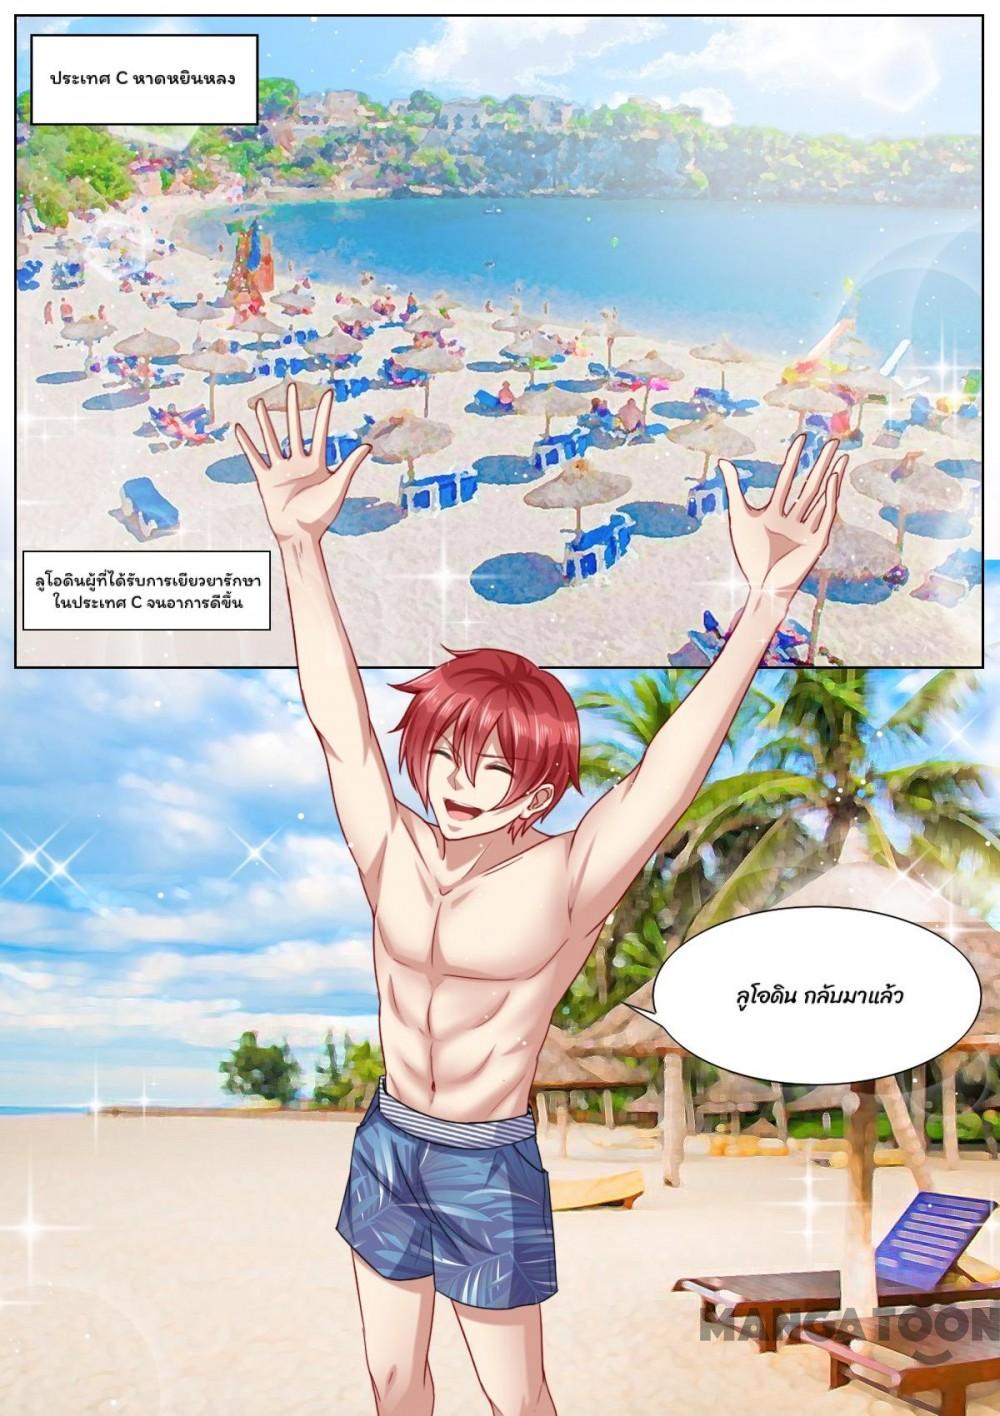 ประเทศ C หาดหยินหลง
ลูโอดินผู้ที่ได้รับการเยียวยารักษา
ในประเทศ C จนอาการดีขึ้น
ลูโอดิน กลับมาแล้ว
MANGATOON